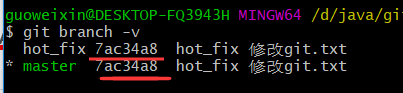 guoweixin@DESKTOP-FQ3943H MINGW64 /d/java/git
$ git branch -v
  hot_fix 7ac34a8  hot_fix 修改git.txt
* master  7ac34a8  hot_fix 修改git.txt